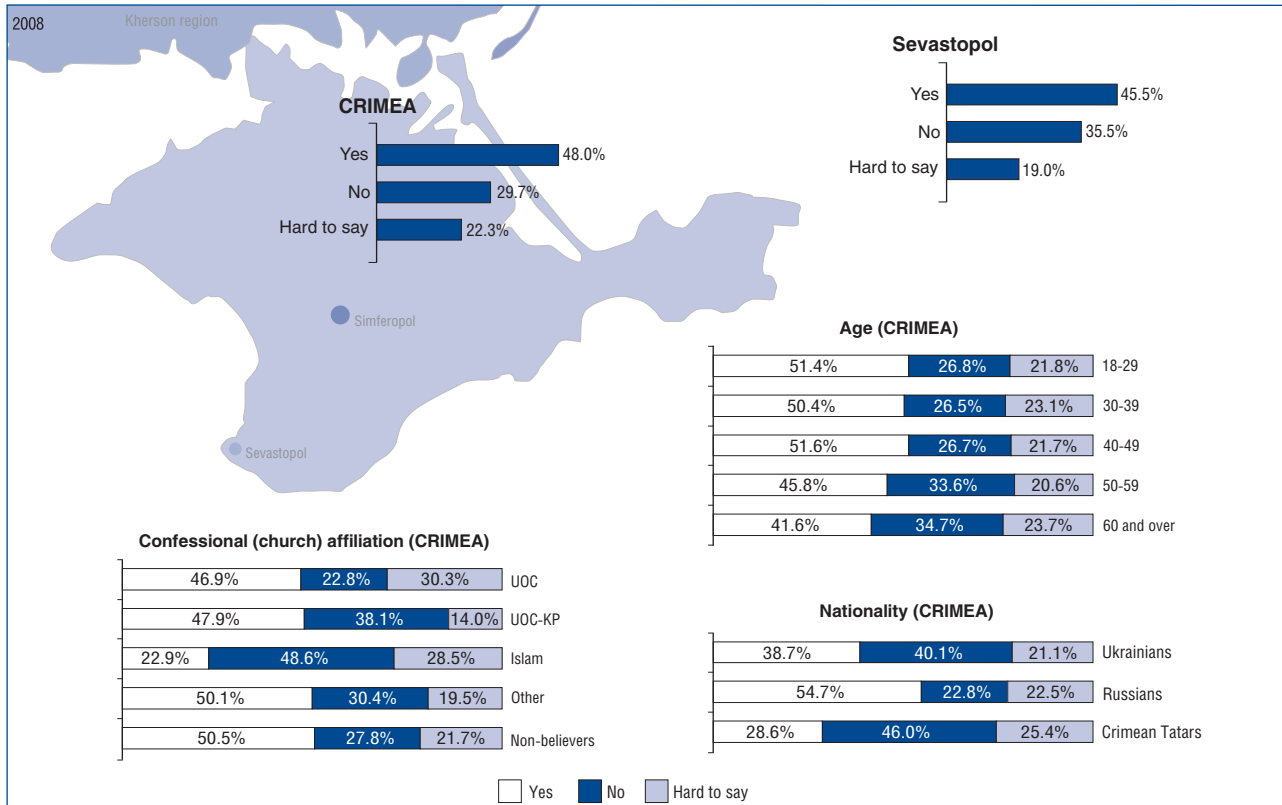 2008
Kherson region
CRIMEA
Yes 48.0%
No 29.7%
Hard to say 22.3%
Sevastopol
Yes 45.5%
No 35.5%
Hard to say 19.0%
Simferopol
Sevastopol
Age (CRIMEA)
51.4% 26.8% 21.8% 18-29
50.4% 26.5% 23.1% 30-39
51.6% 26.7% 21.7% 40-49
45.8% 33.6% 20.6% 50-59
41.6% 34.7% 23.7% 60 and over
Confessional (church) affiliation (CRIMEA)
46.9% 22.8% 30.3% UOC
47.9% 38.1% 14.0% UOC-KP
22.9% 48.6% 28.5% Islam
50.1% 30.4% 19.5% Other
50.5% 27.8% 21.7% Non-believers
Nationality (CRIMEA)
38.7% 40.1% 21.1% Ukrainians
54.7% 22.8% 22.5% Russians
28.6% 46.0% 25.4% Crimean Tatars
Yes No Hard to say